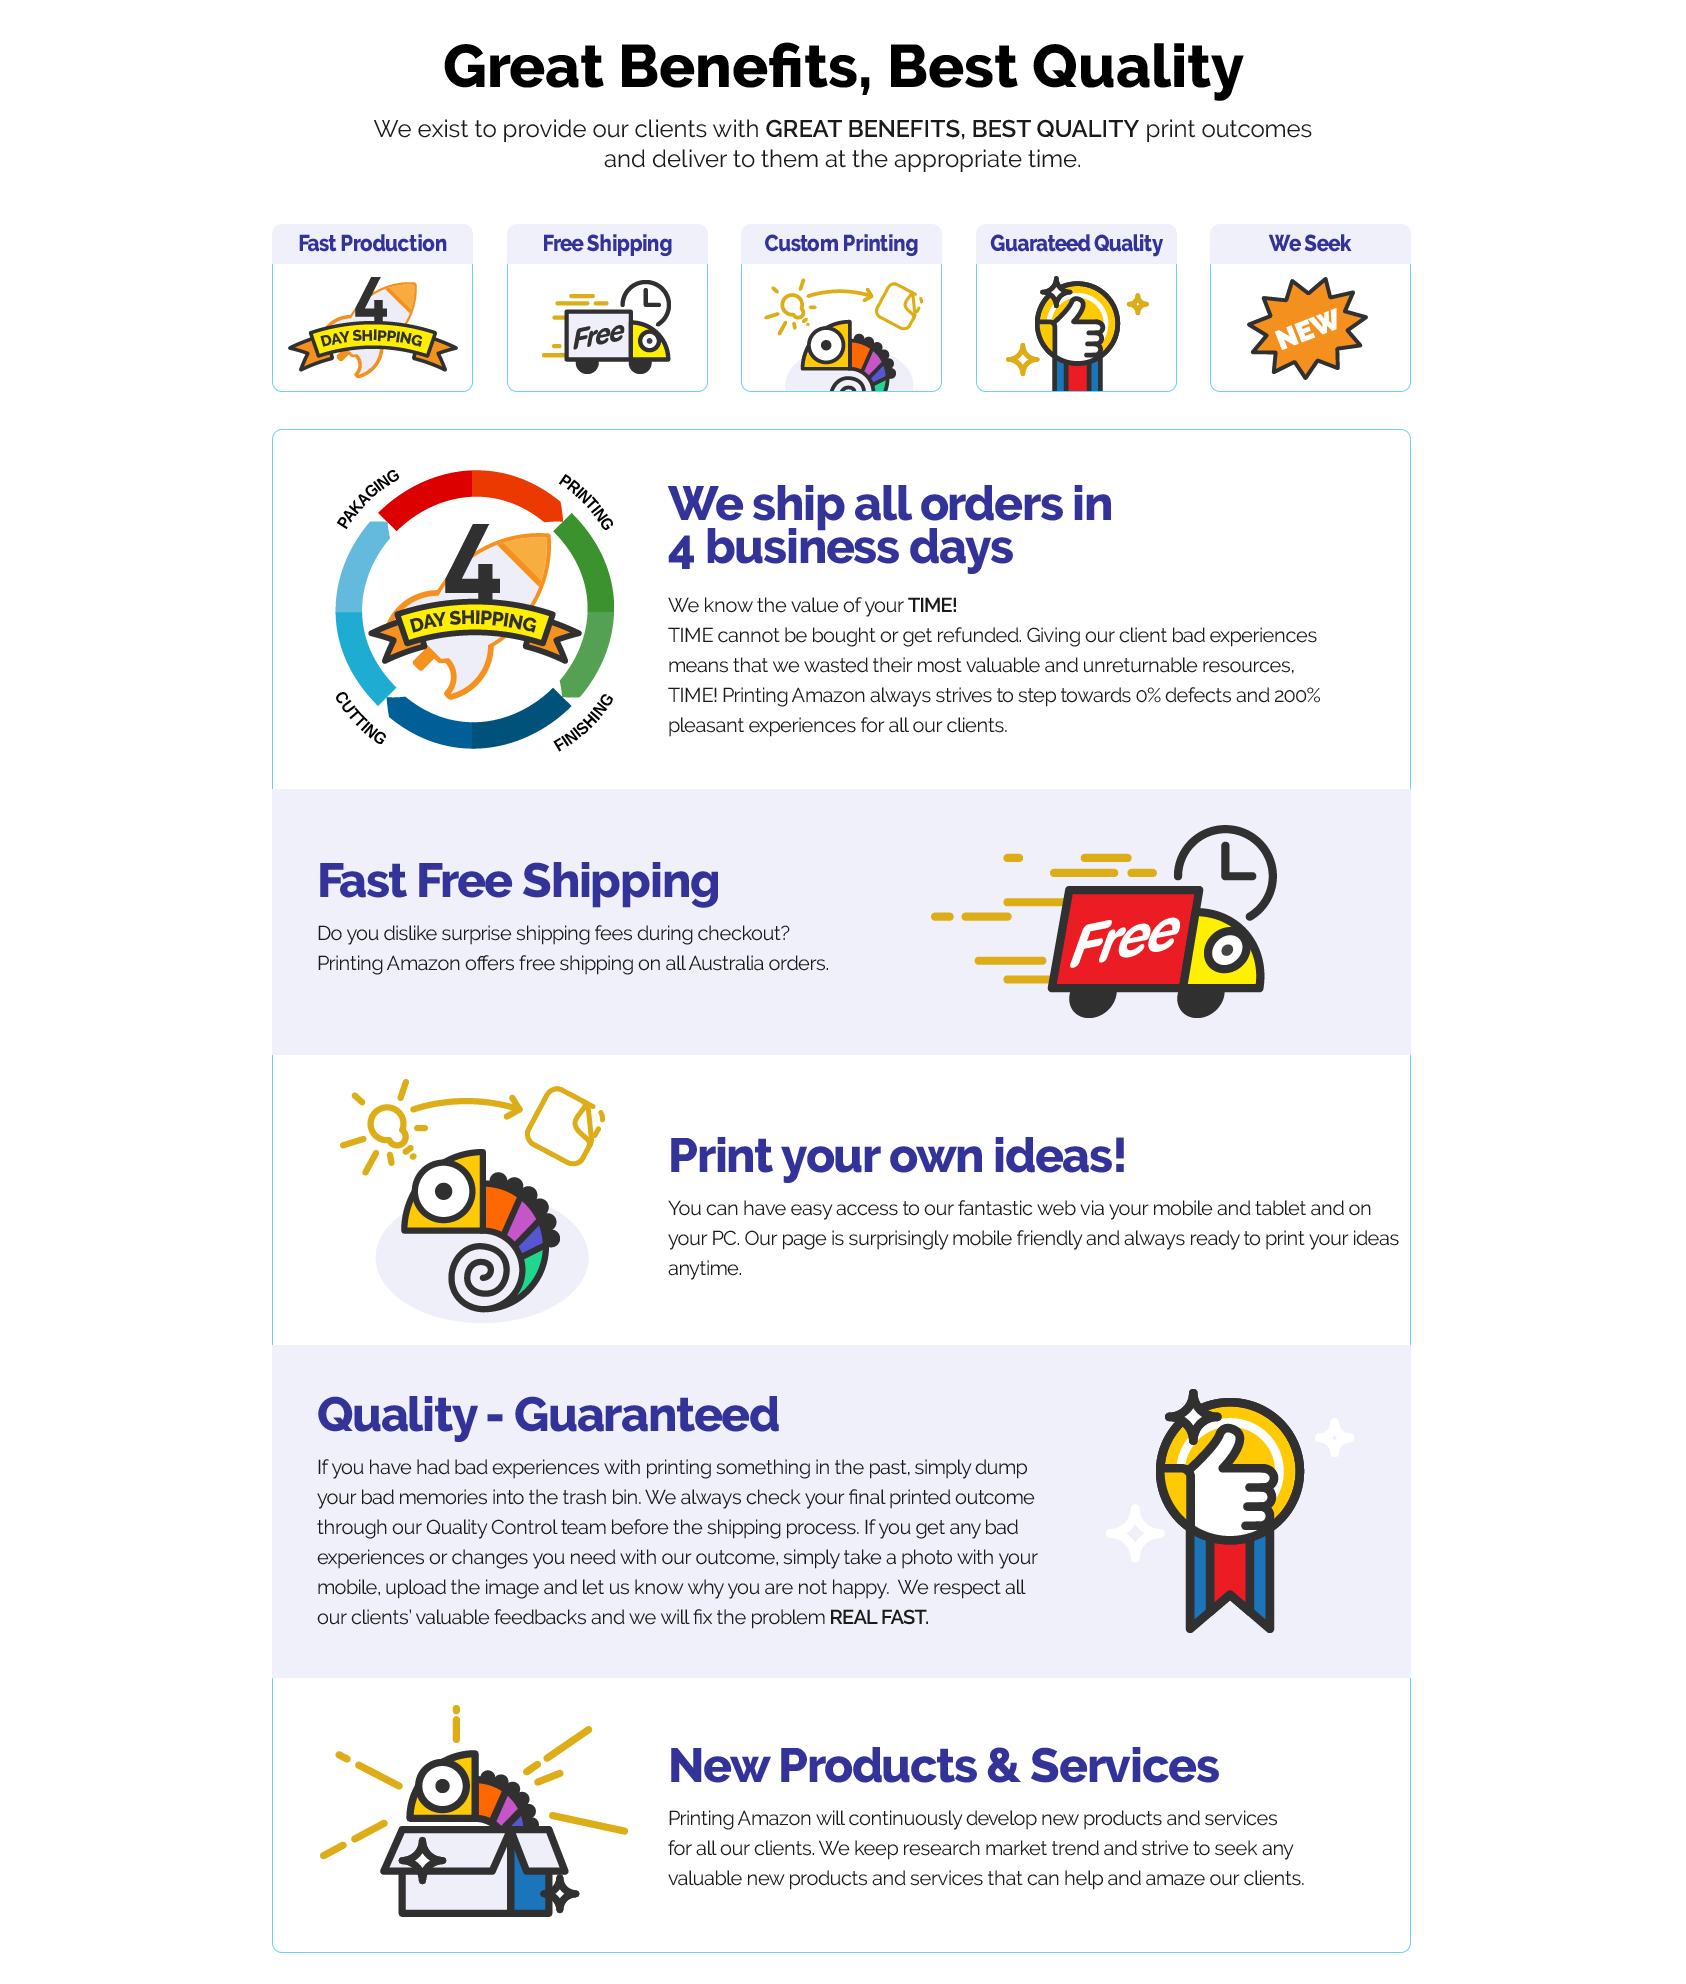 Great Benefits, Best Quality
We exist to provide our clients with GREAT BENEFITS, BEST QUALITY print outcomes
and deliver to them at the appropriate time.
Fast Production
4
DAY SHIPPING
Free Shipping
Free
Custom Printing
Guarateed Quality
We Seek
NEW
PAKAGING
PRINTING
4
DAY SHIPPING
CUTTING
FINISHING
We ship all orders in
4 business days
We know the value of your TIME!
TIME cannot be bought or get refunded. Giving our client bad experiences
means that we wasted their most valuable and unreturnable resources,
TIME! Printing Amazon always strives to step towards 0% defects and 200%
pleasant experiences for all our clients.
Fast Free Shipping
Do you dislike surprise shipping fees during checkout?
Printing Amazon offers free shipping on all Australia orders.
Free
Print your own ideas!
You can have easy access to our fantastic web via your mobile and tablet and on
your PC. Our page is surprisingly mobile friendly and always ready to print your ideas
anytime.
Quality - Guaranteed
If you have had bad experiences with printing something in the past, simply dump
your bad memories into the trash bin. We always check your final printed outcome
through our Quality Control team before the shipping process. If you get any bad
experiences or changes you need with our outcome, simply take a photo with your
mobile, upload the image and let us know why you are not happy.  We respect all
our clients' valuable feedbacks and we will fix the problem REAL FAST.
New Products & Services
Printing Amazon will continuously develop new products and services
for all our clients. We keep research market trend and strive to seek any
valuable new products and services that can help and amaze our clients.